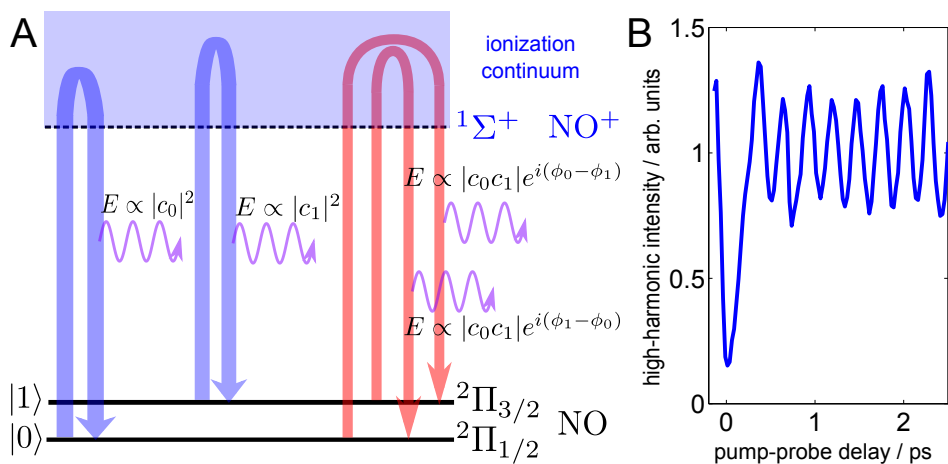 A
ionization
continuum
¹Σ⁺ NO⁺
E ∝ |c₀c₁|e^{i(ϕ₀−ϕ₁)}
E ∝ |c₀|²
E ∝ |c₁|²
E ∝ |c₀c₁|e^{i(ϕ₁−ϕ₀)}
|1⟩
²Π₃/₂
|0⟩
²Π₁/₂
NO
B
high-harmonic intensity / arb. units
1.5
1
0.5
0
0
1
2
pump-probe delay / ps